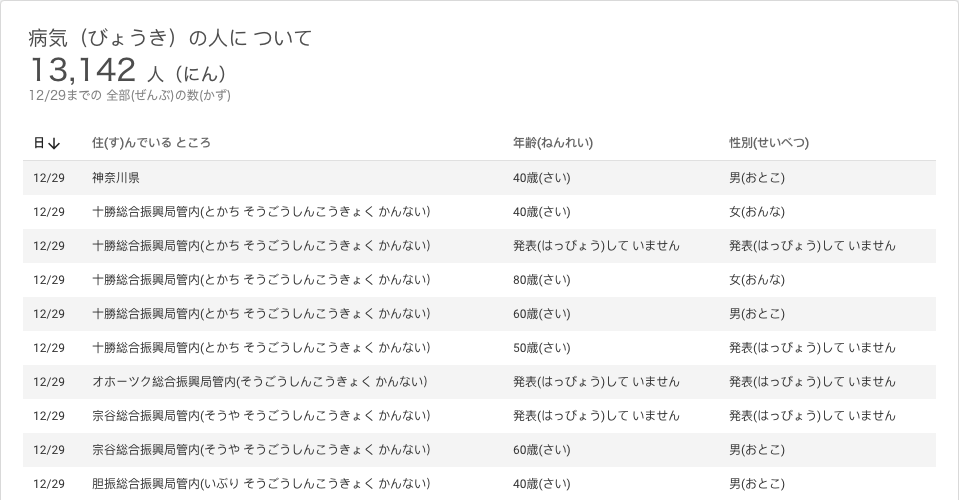 病気（びょうき）の人に ついて
13,142 人（にん）
12/29までの 全部(ぜんぶ)の数(かず)
日↓ 住(す)んでいる ところ 年齢(ねんれい) 性別(せいべつ)
12/29 神奈川県 40歳(さい) 男(おとこ)
12/29 十勝総合振興局管内(とかち そうごうしんこうきょく かんない) 40歳(さい) 女(おんな)
12/29 十勝総合振興局管内(とかち そうごうしんこうきょく かんない) 発表(はっぴょう)して いません 発表(はっぴょう)して いません
12/29 十勝総合振興局管内(とかち そうごうしんこうきょく かんない) 80歳(さい) 女(おんな)
12/29 十勝総合振興局管内(とかち そうごうしんこうきょく かんない) 60歳(さい) 男(おとこ)
12/29 十勝総合振興局管内(とかち そうごうしんこうきょく かんない) 50歳(さい) 発表(はっぴょう)して いません
12/29 オホーツク総合振興局管内(そうごうしんこうきょく かんない) 発表(はっぴょう)して いません 発表(はっぴょう)して いません
12/29 宗谷総合振興局管内(そうや そうごうしんこうきょく かんない) 発表(はっぴょう)して いません 発表(はっぴょう)して いません
12/29 宗谷総合振興局管内(そうや そうごうしんこうきょく かんない) 60歳(さい) 男(おとこ)
12/29 胆振総合振興局管内(いぶり そうごうしんこうきょく かんない) 40歳(さい) 男(おとこ)